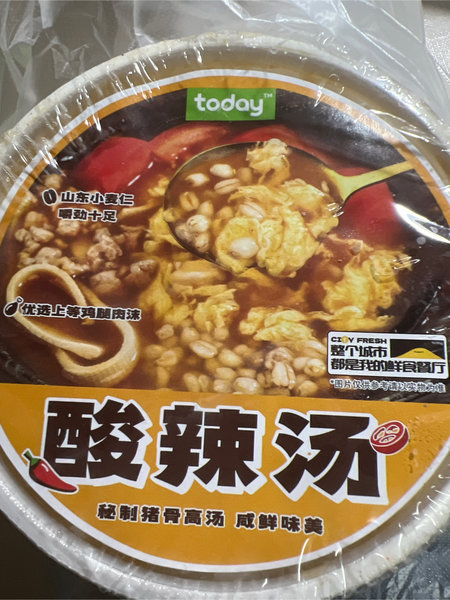 today™
山东小麦仁
嚼劲十足
优选上等鸡腿肉沫
CITY FRESH
整个城市
都是我的鲜食餐厅
*图片仅供参考请以实物为准
酸辣汤
秘制猪骨高汤 咸鲜味美